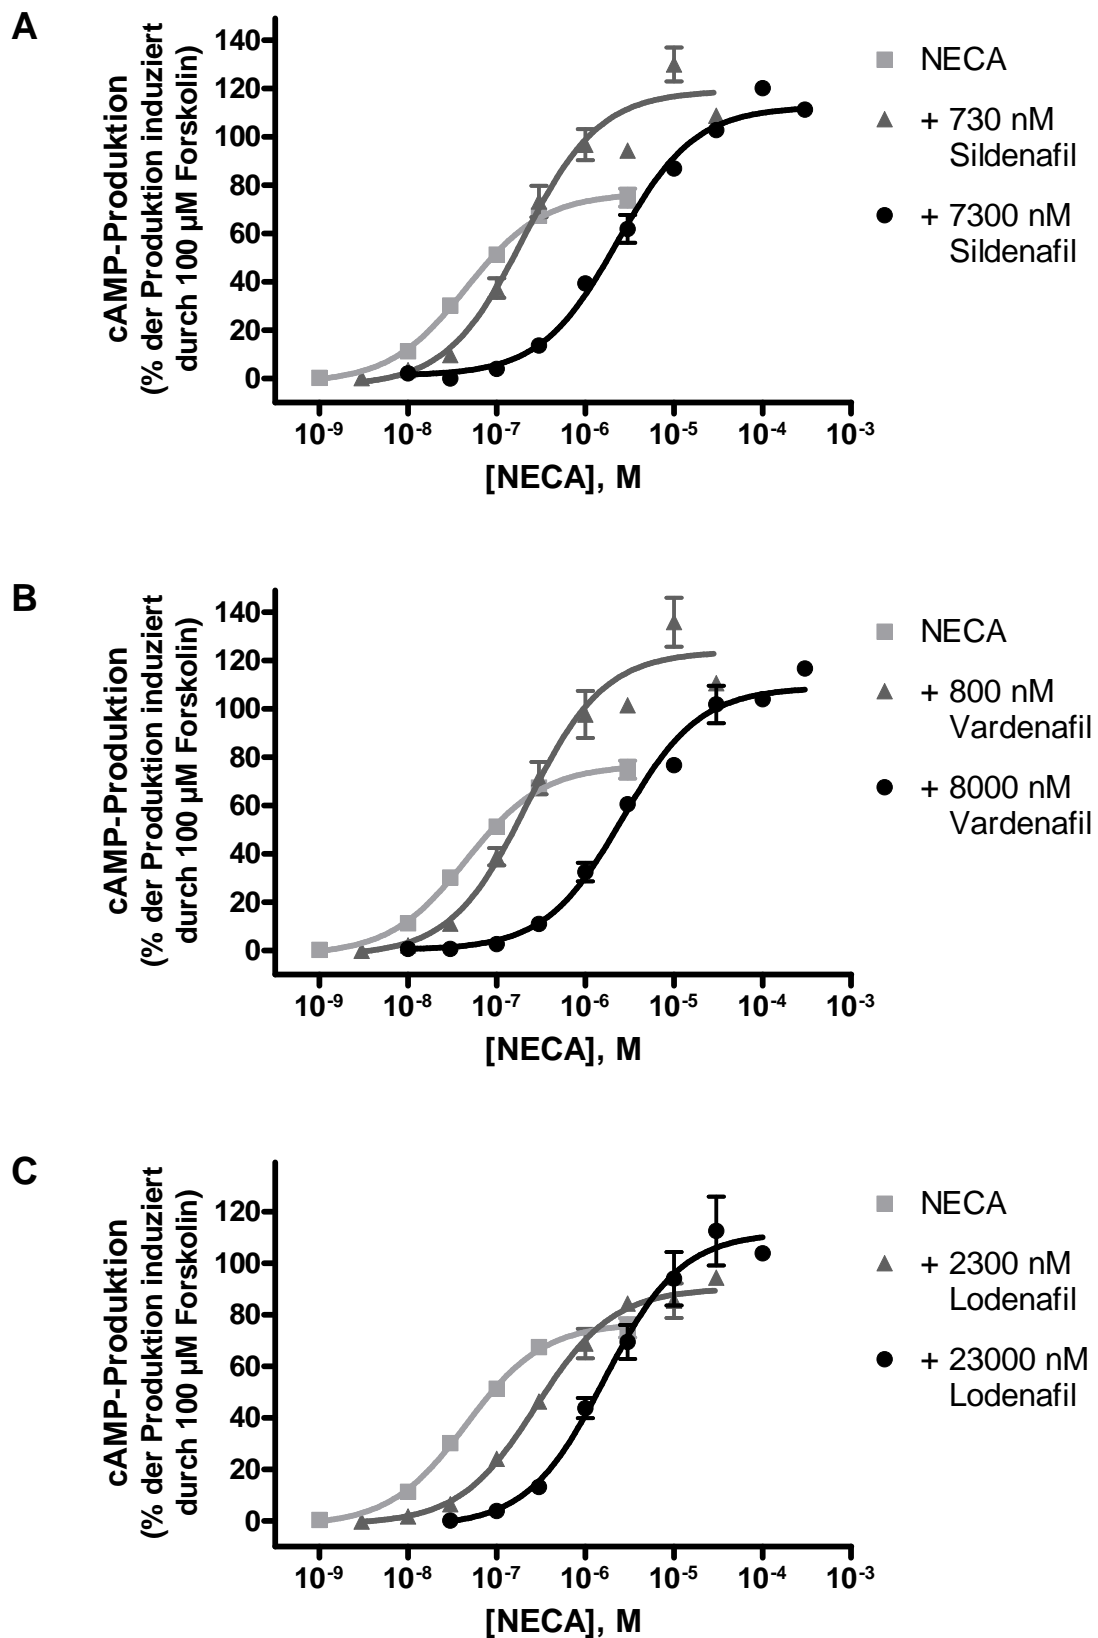 A
cAMP-Produktion
(% der Produktion induziert
durch 100 µM Forskolin)
140
120
100
80
60
40
20
0
10-9 10-8 10-7 10-6 10-5 10-4 10-3
[NECA], M
NECA
+ 730 nM
Sildenafil
+ 7300 nM
Sildenafil
B
cAMP-Produktion
(% der Produktion induziert
durch 100 µM Forskolin)
140
120
100
80
60
40
20
0
10-9 10-8 10-7 10-6 10-5 10-4 10-3
[NECA], M
NECA
+ 800 nM
Vardenafil
+ 8000 nM
Vardenafil
C
cAMP-Produktion
(% der Produktion induziert
durch 100 µM Forskolin)
120
100
80
60
40
20
0
10-9 10-8 10-7 10-6 10-5 10-4 10-3
[NECA], M
NECA
+ 2300 nM
Lodenafil
+ 23000 nM
Lodenafil